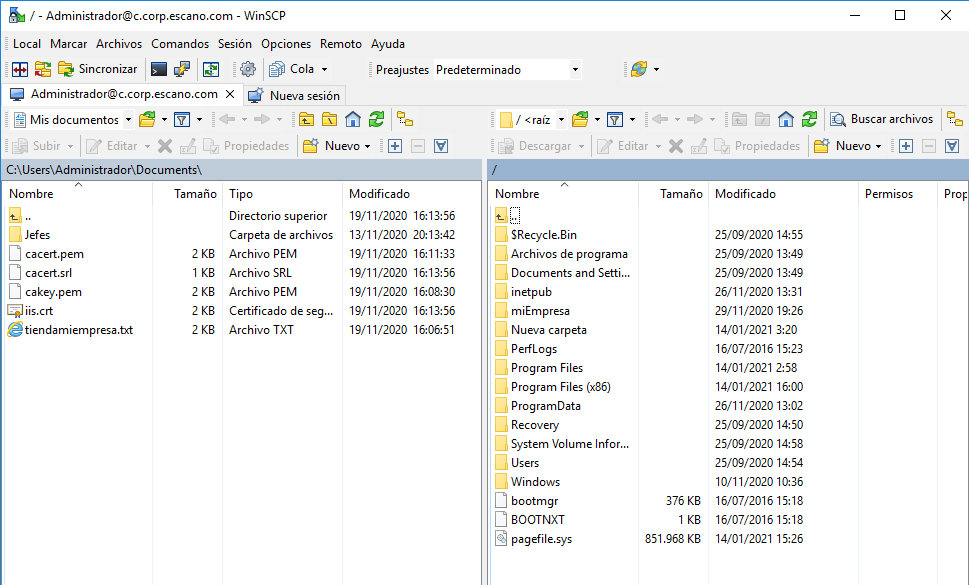 / - Administrador@c.corp.escano.com - WinSCP
Local Marcar Archivos Comandos Sesión Opciones Remoto Ayuda
Sincronizar Cola Preajustes Predeterminado
Administrador@c.corp.escano.com X Nueva sesión
Mis documentos
Subir Editar Propiedades Nuevo
C:\Users\Administrador\Documents\
Nombre Tamaño Tipo Modificado
.. Directorio superior 19/11/2020 16:13:56
Jefes Carpeta de archivos 13/11/2020 20:13:42
cacert.pem 2 KB Archivo PEM 19/11/2020 16:11:33
cacert.srl 1 KB Archivo SRL 19/11/2020 16:13:56
cakey.pem 2 KB Archivo PEM 19/11/2020 16:08:30
iis.crt 2 KB Certificado de seg... 19/11/2020 16:13:56
tiendamiempresa.txt 2 KB Archivo TXT 19/11/2020 16:06:51
/ <raíz Buscar archivos
Descargar Editar Propiedades Nuevo
/
Nombre Tamaño Modificado Permisos Prop
..
$Recycle.Bin 25/09/2020 14:55
Archivos de programa 25/09/2020 13:49
Documents and Setti... 25/09/2020 13:49
inetpub 26/11/2020 13:31
miEmpresa 29/11/2020 19:26
Nueva carpeta 14/01/2021 3:20
PerfLogs 16/07/2016 15:23
Program Files 14/01/2021 2:58
Program Files (x86) 14/01/2021 16:00
ProgramData 26/11/2020 13:02
Recovery 25/09/2020 14:50
System Volume Infor... 25/09/2020 14:58
Users 25/09/2020 14:54
Windows 10/11/2020 10:36
bootmgr 376 KB 16/07/2016 15:18
BOOTNXT 1 KB 16/07/2016 15:18
pagefile.sys 851.968 KB 14/01/2021 15:26